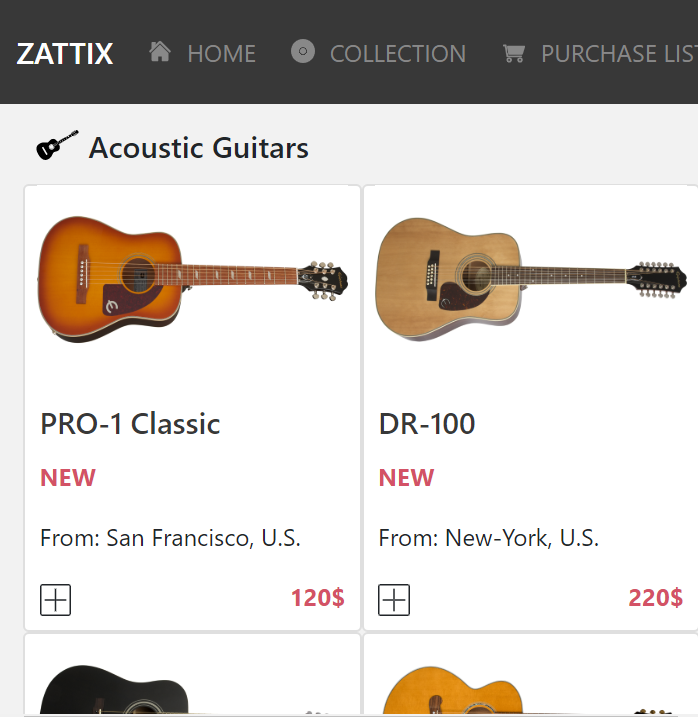 ZATTIX HOME COLLECTION PURCHASE LIST
Acoustic Guitars
PRO-1 Classic
NEW
From: San Francisco, U.S.
120$
DR-100
NEW
From: New-York, U.S.
220$